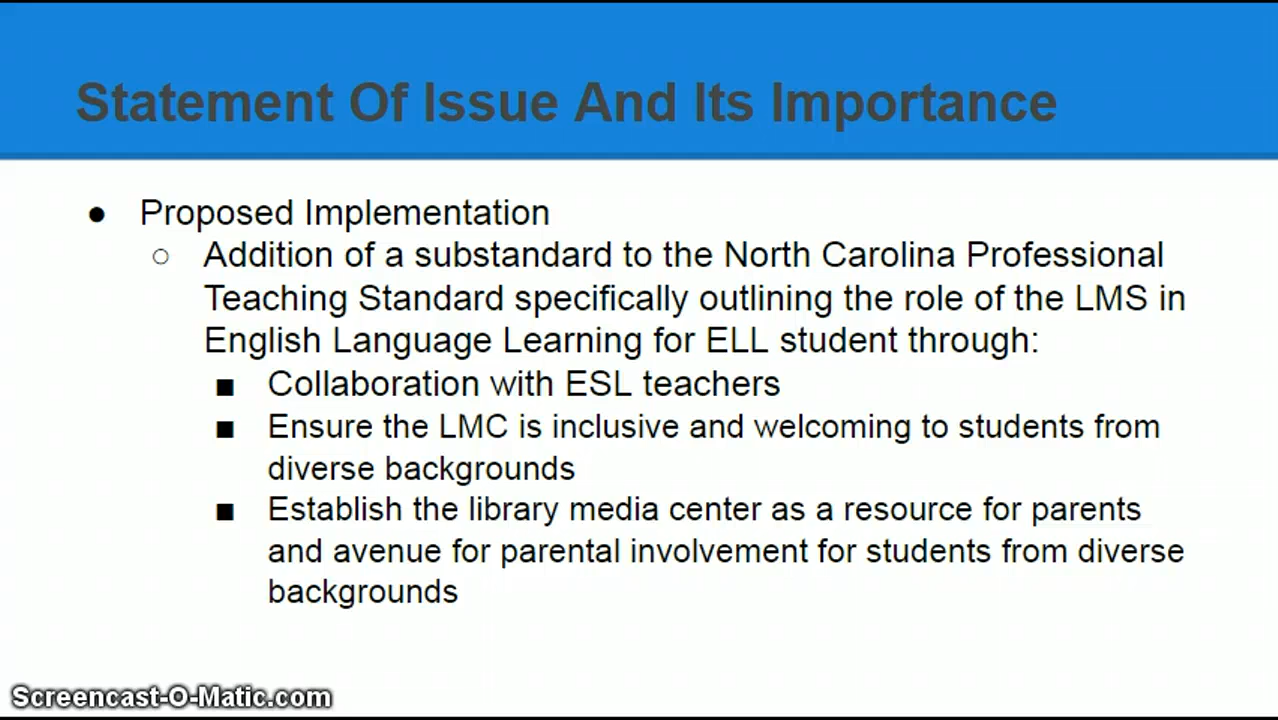 Statement Of Issue And Its Importance
● Proposed Implementation
○ Addition of a substandard to the North Carolina Professional
Teaching Standard specifically outlining the role of the LMS in
English Language Learning for ELL student through:
■ Collaboration with ESL teachers
■ Ensure the LMC is inclusive and welcoming to students from
diverse backgrounds
■ Establish the library media center as a resource for parents
and avenue for parental involvement for students from diverse
backgrounds
Screencast-O-Matic.com